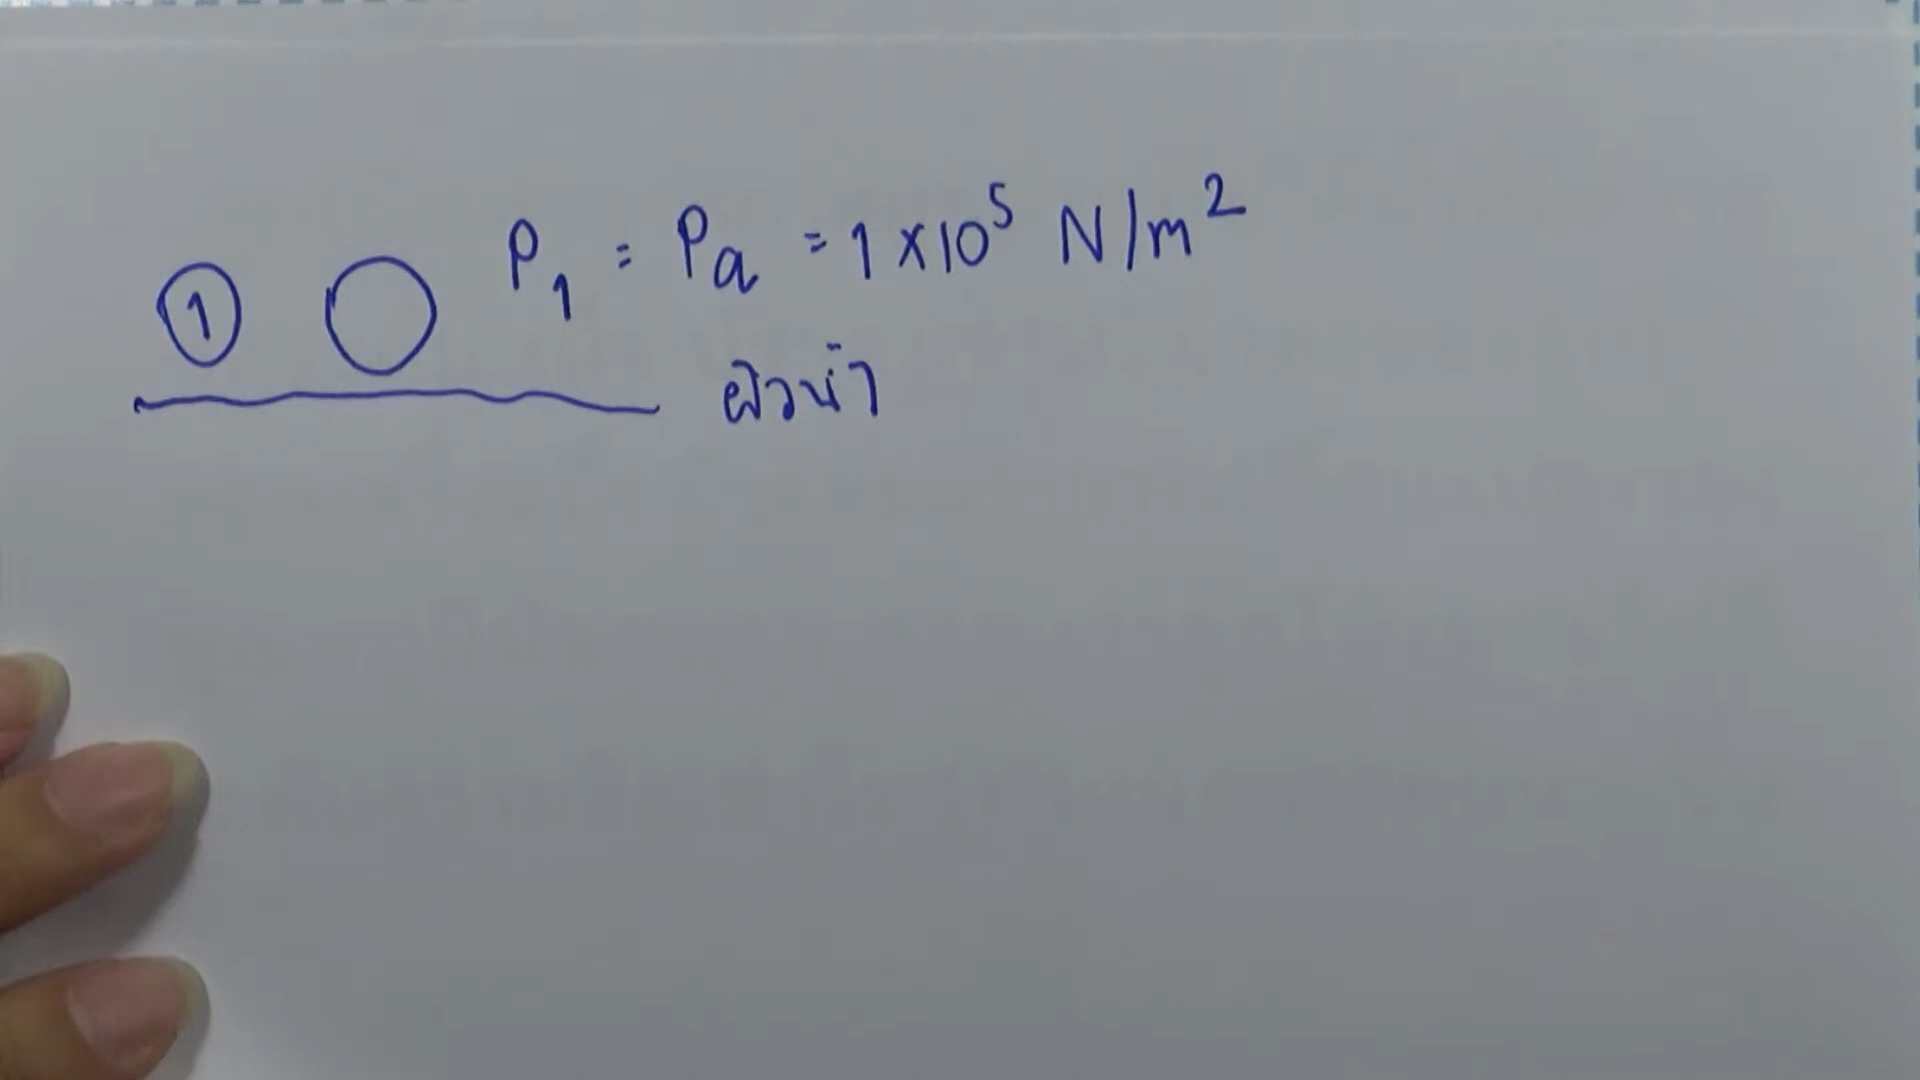 ① P₁ = Pa = 1 × 10⁵ N/m²
ผิวน้ำ